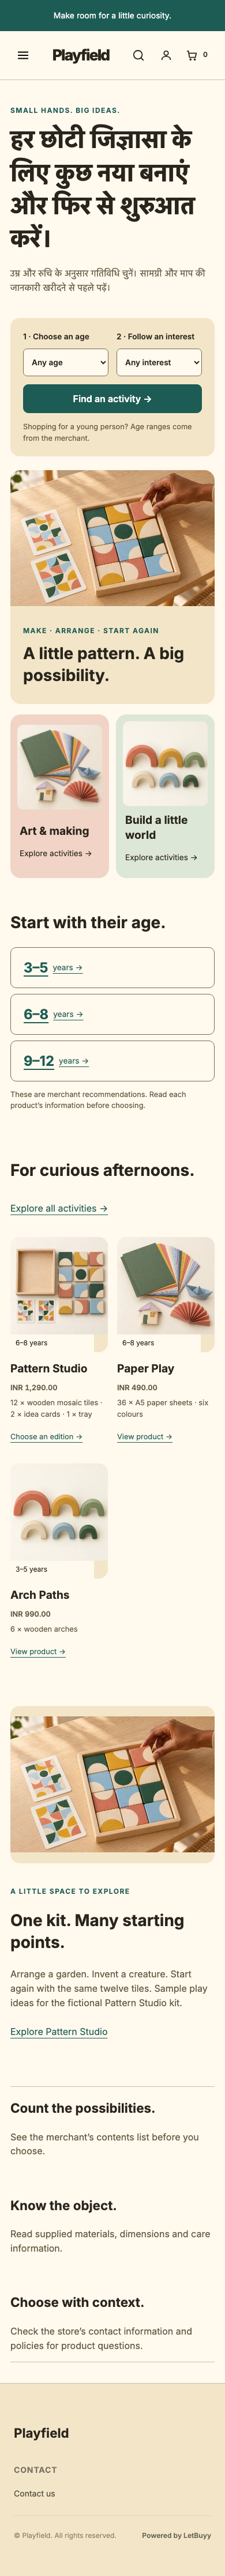 Make room for a little curiosity.
Playfield
0
SMALL HANDS. BIG IDEAS.
हर छोटी जिज्ञासा के
लिए कुछ नया बनाएं
और फिर से शुरुआत
करें।
उम्र और रुचि के अनुसार गतिविधि चुनें। सामग्री और माप की
जानकारी खरीदने से पहले पढ़ें।
1 · Choose an age
2 · Follow an interest
Any age
Any interest
Find an activity →
Shopping for a young person? Age ranges come
from the merchant.
MAKE · ARRANGE · START AGAIN
A little pattern. A big
possibility.
Art & making
Explore activities →
Build a little
world
Explore activities →
Start with their age.
3–5 years →
6–8 years →
9–12 years →
These are merchant recommendations. Read each
product's information before choosing.
For curious afternoons.
Explore all activities →
6–8 years
Pattern Studio
INR 1,290.00
12 × wooden mosaic tiles ·
2 × idea cards · 1 × tray
Choose an edition →
6–8 years
Paper Play
INR 490.00
36 × A5 paper sheets · six
colours
View product →
3–5 years
Arch Paths
INR 990.00
6 × wooden arches
View product →
A LITTLE SPACE TO EXPLORE
One kit. Many starting
points.
Arrange a garden. Invent a creature. Start
again with the same twelve tiles. Sample play
ideas for the fictional Pattern Studio kit.
Explore Pattern Studio
Count the possibilities.
See the merchant's contents list before you
choose.
Know the object.
Read supplied materials, dimensions and care
information.
Choose with context.
Check the store's contact information and
policies for product questions.
Playfield
CONTACT
Contact us
© Playfield. All rights reserved.
Powered by LetBuyy